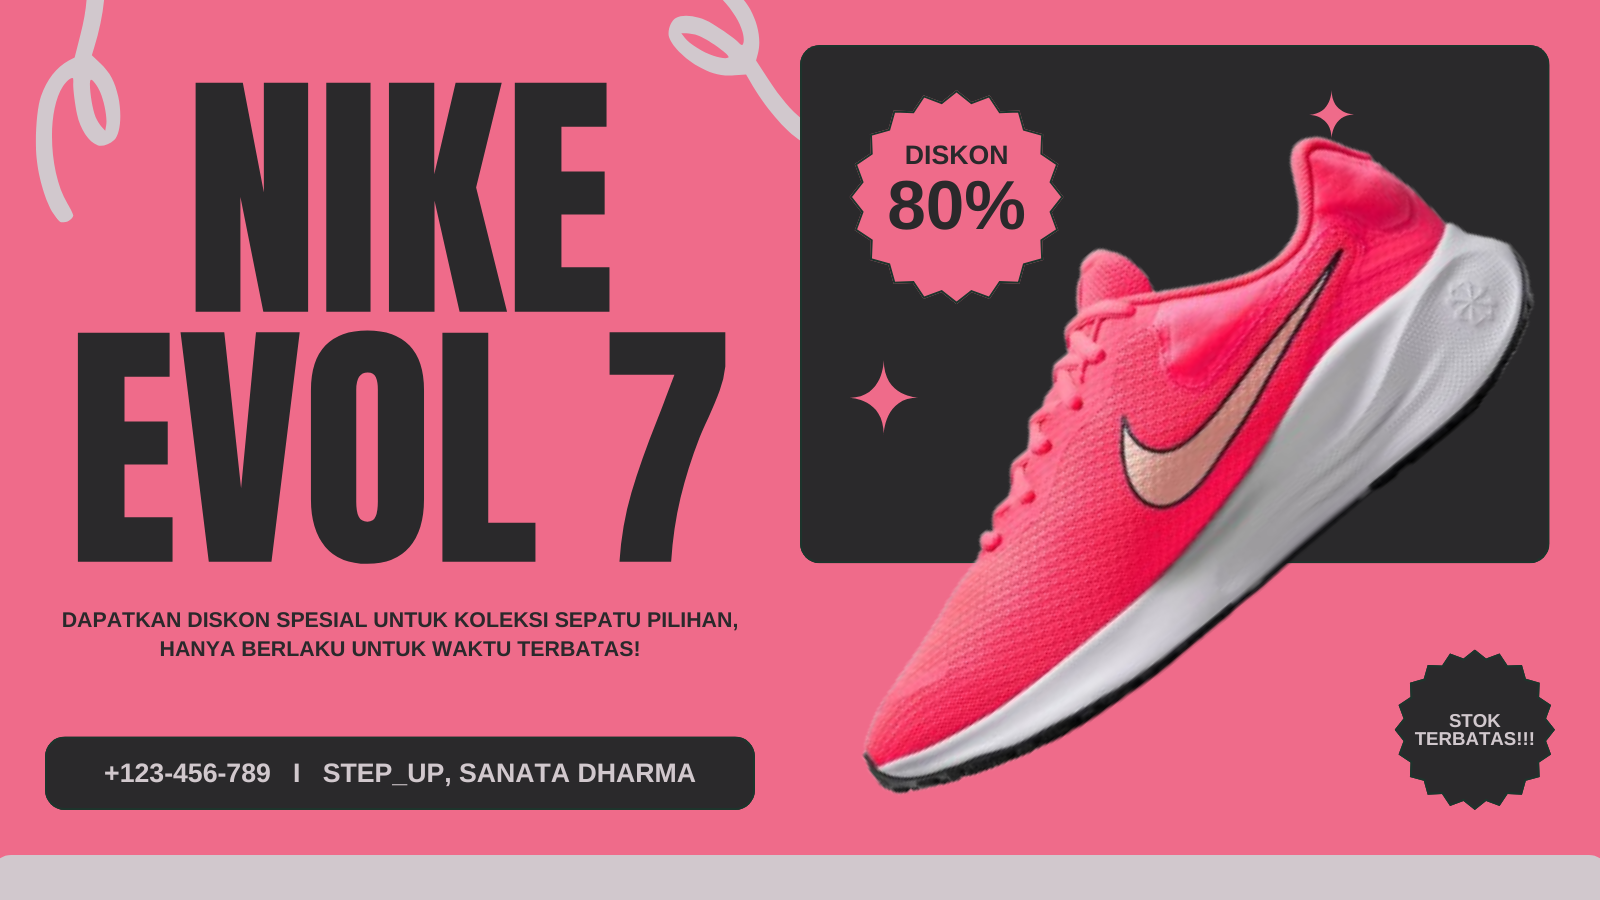 NIKE
EVOL 7
DAPATKAN DISKON SPESIAL UNTUK KOLEKSI SEPATU PILIHAN,
HANYA BERLAKU UNTUK WAKTU TERBATAS!
+123-456-789 I STEP_UP, SANATA DHARMA
DISKON
80%
STOK
TERBATAS!!!